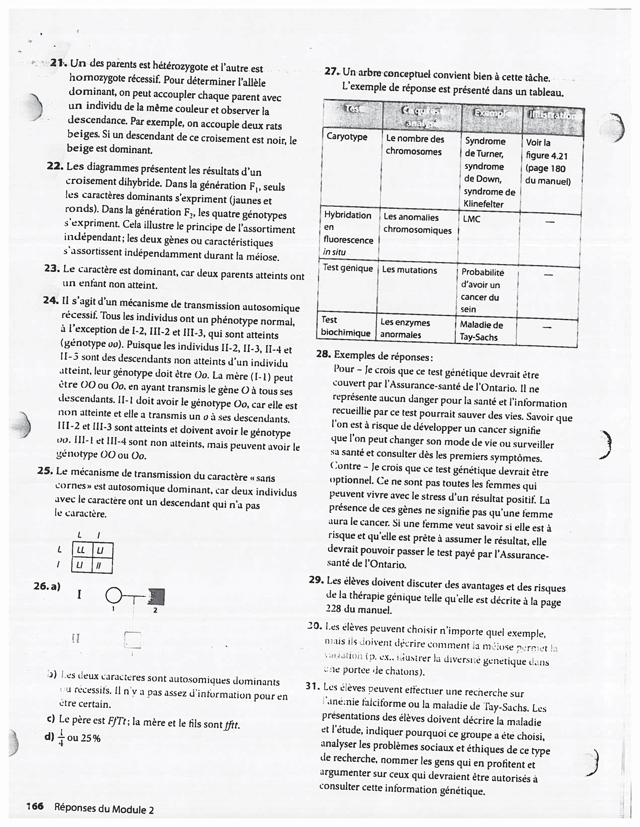 21. Un des parents est hétérozygote et l'autre est
homozygote récessif. Pour déterminer l'allèle
dominant, on peut accoupler chaque parent avec
un individu de la même couleur et observer la
descendance. Par exemple, on accouple deux rats
beiges. Si un descendant de ce croisement est noir, le
beige est dominant.
22. Les diagrammes présentent les résultats d'un
croisement dihybride. Dans la génération F₁, seuls
les caractères dominants s'expriment (jaunes et
ronds). Dans la génération F₂, les quatre génotypes
s'expriment. Cela illustre le principe de l'assortiment
indépendant; les deux gènes ou caractéristiques
s'assortissent indépendamment durant la méiose.
23. Le caractère est dominant, car deux parents atteints ont
un enfant non atteint.
24. Il s'agit d'un mécanisme de transmission autosomique
récessif. Tous les individus ont un phénotype normal,
à l'exception de I-2, III-2 et III-3, qui sont atteints
(génotype oo). Puisque les individus II-2, II-3, II-4 et
II-5 sont des descendants non atteints d'un individu
atteint, leur génotype doit être Oo. La mère (I-1) peut
être OO ou Oo, en ayant transmis le gène O à tous ses
descendants. II-1 doit avoir le génotype Oo, car elle est
non atteinte et elle a transmis un o à ses descendants.
III-2 et III-3 sont atteints et doivent avoir le génotype
oo. III-1 et III-4 sont non atteints, mais peuvent avoir le
génotype OO ou Oo.
25. Le mécanisme de transmission du caractère « sans
cornes » est autosomique dominant, car deux individus
avec le caractère ont un descendant qui n'a pas
le caractère.
L l
L LL Ll
l Ll ll
26. a) I
1 2
II
b) Les deux caractères sont autosomiques dominants
ou récessifs. Il n'y a pas assez d'information pour en
être certain.
c) Le père est FfTt; la mère et le fils sont fftt.
d) 1/4 ou 25%
166 Réponses du Module 2
27. Un arbre conceptuel convient bien à cette tâche.
L'exemple de réponse est présenté dans un tableau.
Test Ce qui est analysé Exemple Illustration
Caryotype Le nombre des Syndrome Voir la
chromosomes de Turner, figure 4.21
syndrome (page 180
de Down, du manuel)
syndrome de
Klinefelter
Hybridation Les anomalies LMC —
en chromosomiques
fluorescence
in situ
Test genique Les mutations Probabilité —
d'avoir un
cancer du
sein
Test Les enzymes Maladie de —
biochimique anormales Tay-Sachs
28. Exemples de réponses :
Pour – Je crois que ce test génétique devrait être
couvert par l'Assurance-santé de l'Ontario. Il ne
représente aucun danger pour la santé et l'information
recueillie par ce test pourrait sauver des vies. Savoir que
l'on est à risque de développer un cancer signifie
que l'on peut changer son mode de vie ou surveiller
sa santé et consulter dès les premiers symptômes.
Contre – Je crois que ce test génétique devrait être
optionnel. Ce ne sont pas toutes les femmes qui
peuvent vivre avec le stress d'un résultat positif. La
présence de ces gènes ne signifie pas qu'une femme
aura le cancer. Si une femme veut savoir si elle est à
risque et qu'elle est prête à assumer le résultat, elle
devrait pouvoir passer le test payé par l'Assurance-
santé de l'Ontario.
29. Les élèves doivent discuter des avantages et des risques
de la thérapie génique telle qu'elle est décrite à la page
228 du manuel.
30. Les élèves peuvent choisir n'importe quel exemple,
mais ils doivent décrire comment la méiose permet la
variation (p. ex., illustrer la diversité génétique dans
une portée de chatons).
31. Les élèves peuvent effectuer une recherche sur
l'anémie falciforme ou la maladie de Tay-Sachs. Les
présentations des élèves doivent décrire la maladie
et l'étude, indiquer pourquoi ce groupe a été choisi,
analyser les problèmes sociaux et éthiques de ce type
de recherche, nommer les gens qui en profitent et
argumenter sur ceux qui devraient être autorisés à
consulter cette information génétique.